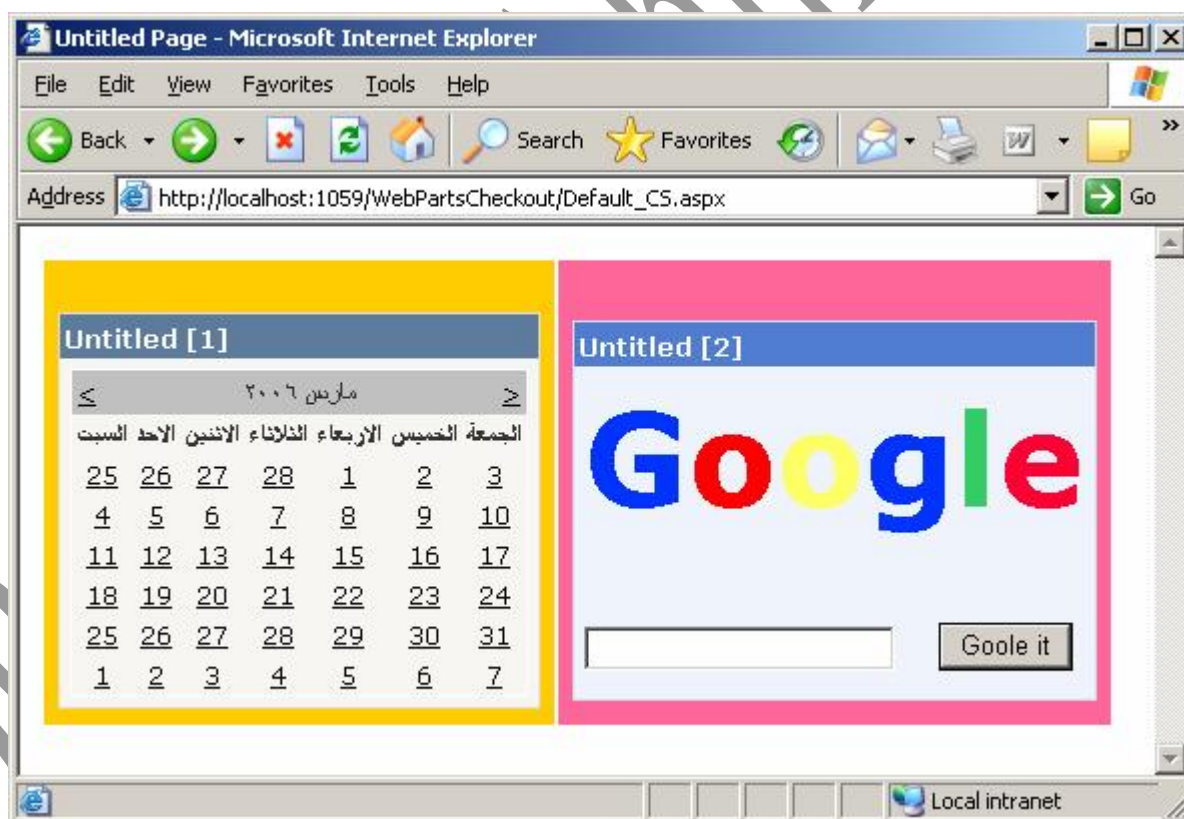 Untitled Page - Microsoft Internet Explorer
File Edit View Favorites Tools Help
Back Search Favorites »
Address http://localhost:1059/WebPartsCheckout/Default_CS.aspx Go
Untitled [1]
< مارس ٢٠٠٦ >
السبت الاحد الاثنين الثلاثاء الاربعاء الخميس الجمعة
25 26 27 28 1 2 3
4 5 6 7 8 9 10
11 12 13 14 15 16 17
18 19 20 21 22 23 24
25 26 27 28 29 30 31
1 2 3 4 5 6 7
Untitled [2]
Google
Goole it
Local intranet